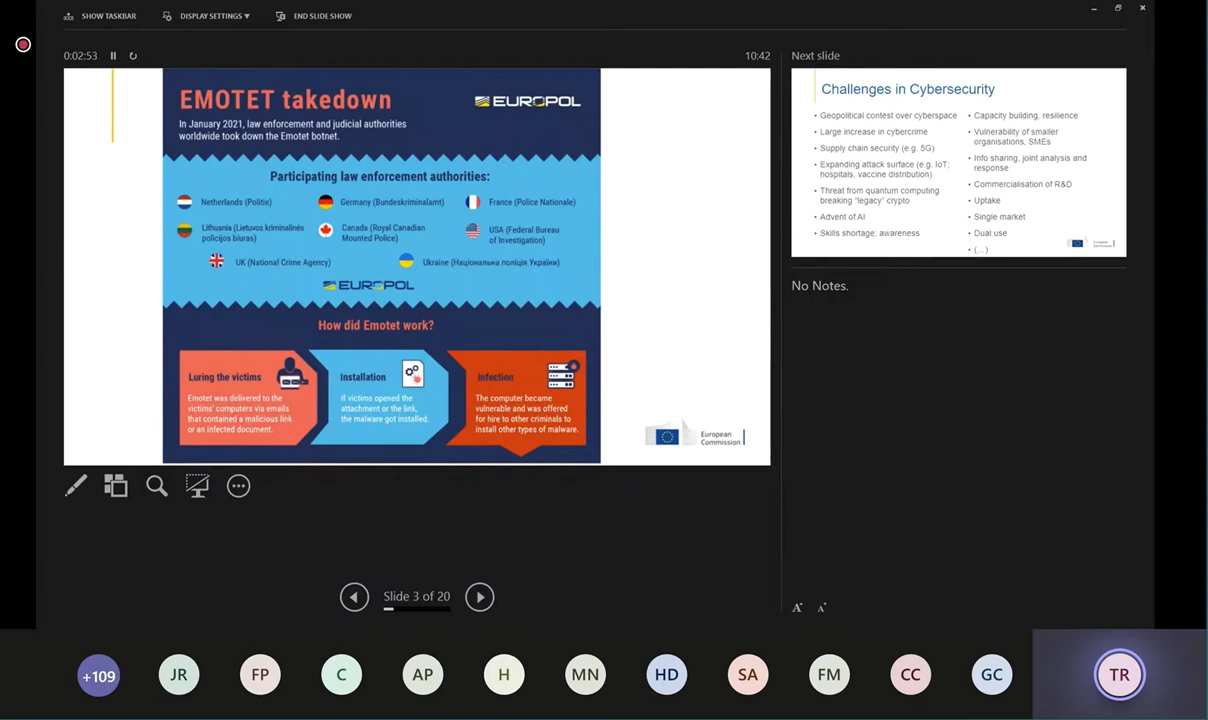 SHOW TASKBAR
DISPLAY SETTINGS ▼
END SLIDE SHOW
0:02:53
10:42
EMOTET takedown
EUROPOL
In January 2021, law enforcement and judicial authorities
worldwide took down the Emotet botnet.
Participating law enforcement authorities:
Netherlands (Politie)
Germany (Bundeskriminalamt)
France (Police Nationale)
Lithuania (Lietuvos kriminalinės
policijos biuras)
Canada (Royal Canadian
Mounted Police)
USA (Federal Bureau
of Investigation)
UK (National Crime Agency)
Ukraine (Національна поліція України)
EUROPOL
How did Emotet work?
Luring the victims
Emotet was delivered to the
victims' computers via emails
that contained a malicious link
or an infected document.
Installation
If victims opened the
attachment or the link,
the malware got installed.
Infection
The computer became
vulnerable and was offered
for hire to other criminals to
install other types of malware.
European
Commission
Next slide
Challenges in Cybersecurity
• Geopolitical contest over cyberspace
• Large increase in cybercrime
• Supply chain security (e.g. 5G)
• Expanding attack surface (e.g. IoT;
hospitals, vaccine distribution)
• Threat from quantum computing
breaking "legacy" crypto
• Advent of AI
• Skills shortage; awareness
• Capacity building, resilience
• Vulnerability of smaller
organisations, SMEs
• Info sharing, joint analysis and
response
• Commercialisation of R&D
• Uptake
• Single market
• Dual use
• (…)
European
Commission
No Notes.
Slide 3 of 20
A A
+109
JR
FP
C
AP
H
MN
HD
SA
FM
CC
GC
TR